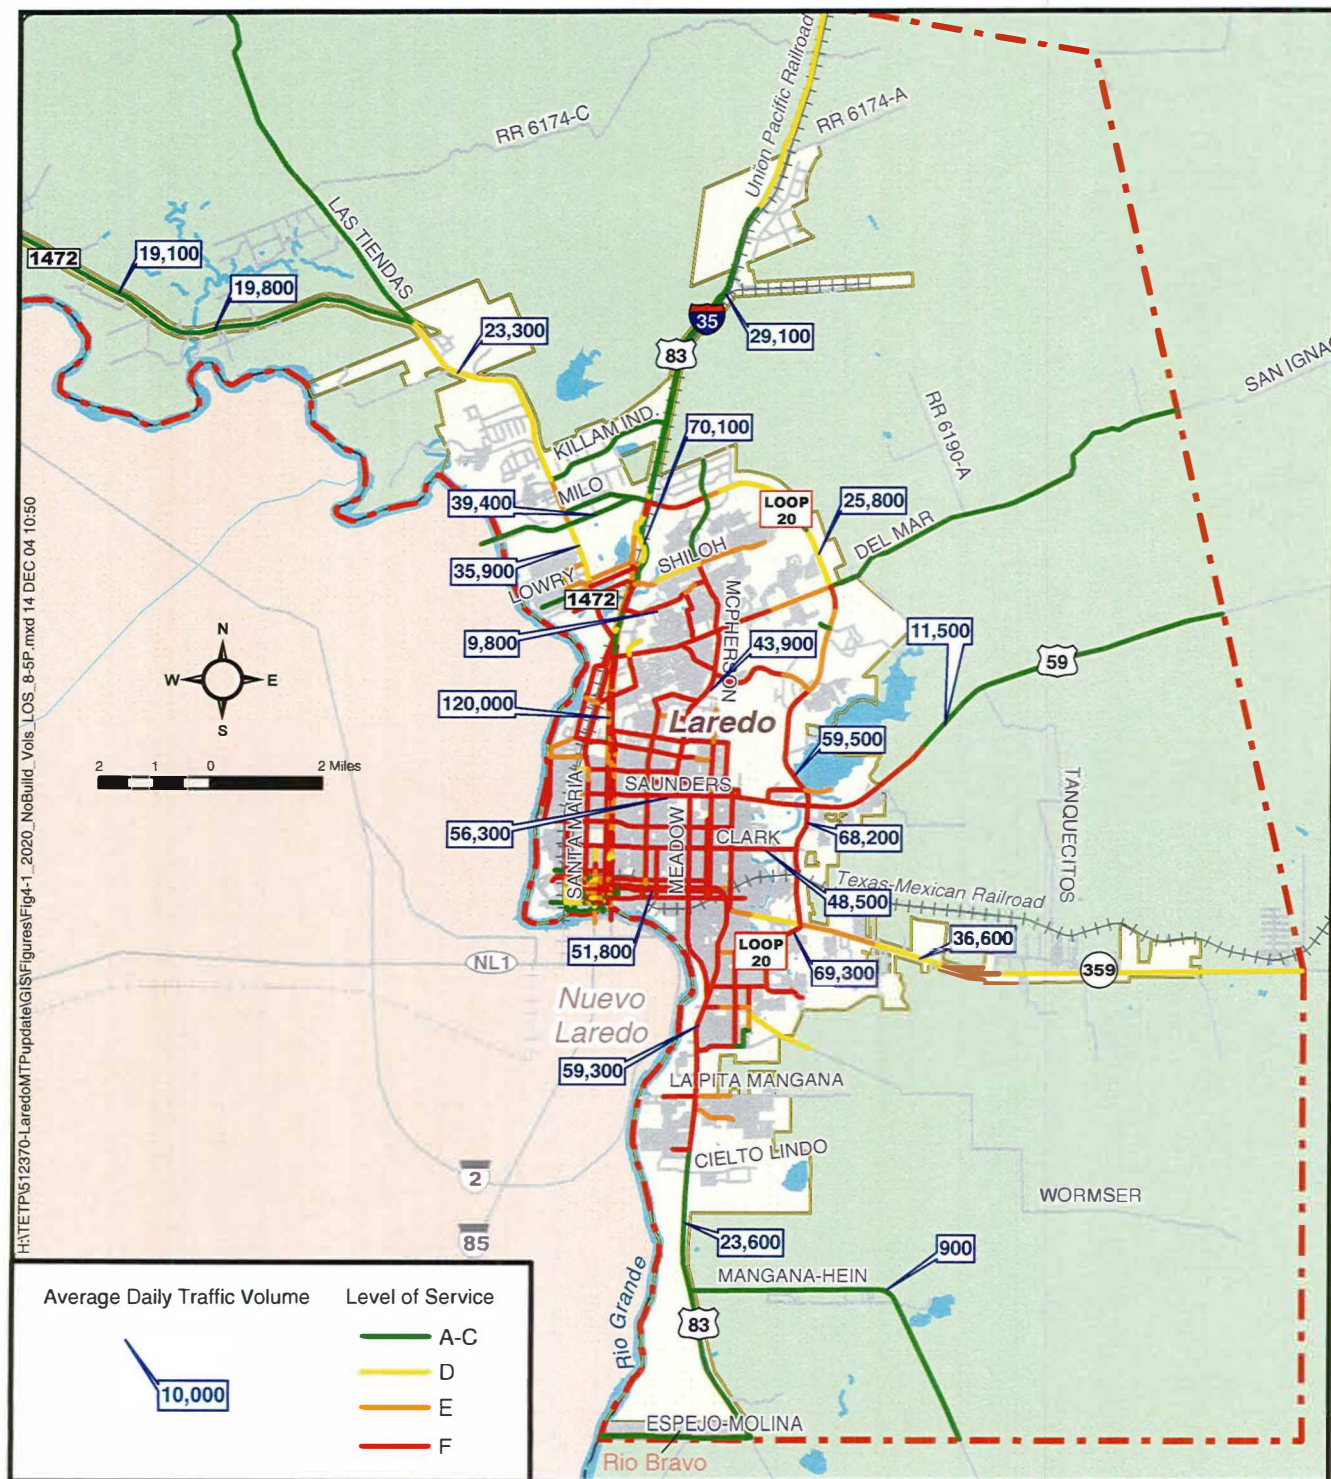 Union Pacific Railroad
RR 6174-C
RR 6174-A
LAS TIENDAS
1472
19,100
19,800
23,300
35
83
29,100
SAN IGNAC
RR 6190-A
KILLAM IND.
70,100
MILO
39,400
LOOP
20
25,800
DEL MAR
SHILOH
35,900
LOWRY
1472
MCPHERSON
9,800
43,900
11,500
59
N
W
E
S
120,000
Laredo
59,500
2 1 0 2 Miles
SAUNDERS
SANTA MARIA
56,300
MEADOW
CLARK
68,200
TANQUECITOS
Texas-Mexican Railroad
48,500
51,800
NL1
LOOP
20
36,600
69,300
359
Nuevo
Laredo
59,300
LA PITA MANGANA
CIELTO LINDO
2
WORMSER
85
23,600
900
MANGANA-HEIN
Rio Grande
83
ESPEJO-MOLINA
Rio Bravo
H:\TETP\512370-LaredoMTPupdate\GIS\Figures\Fig4-1_2020_NoBuild_Vols_LOS_8-5P.mxd 14 DEC 04 10:50
Average Daily Traffic Volume
10,000
Level of Service
A-C
D
E
F